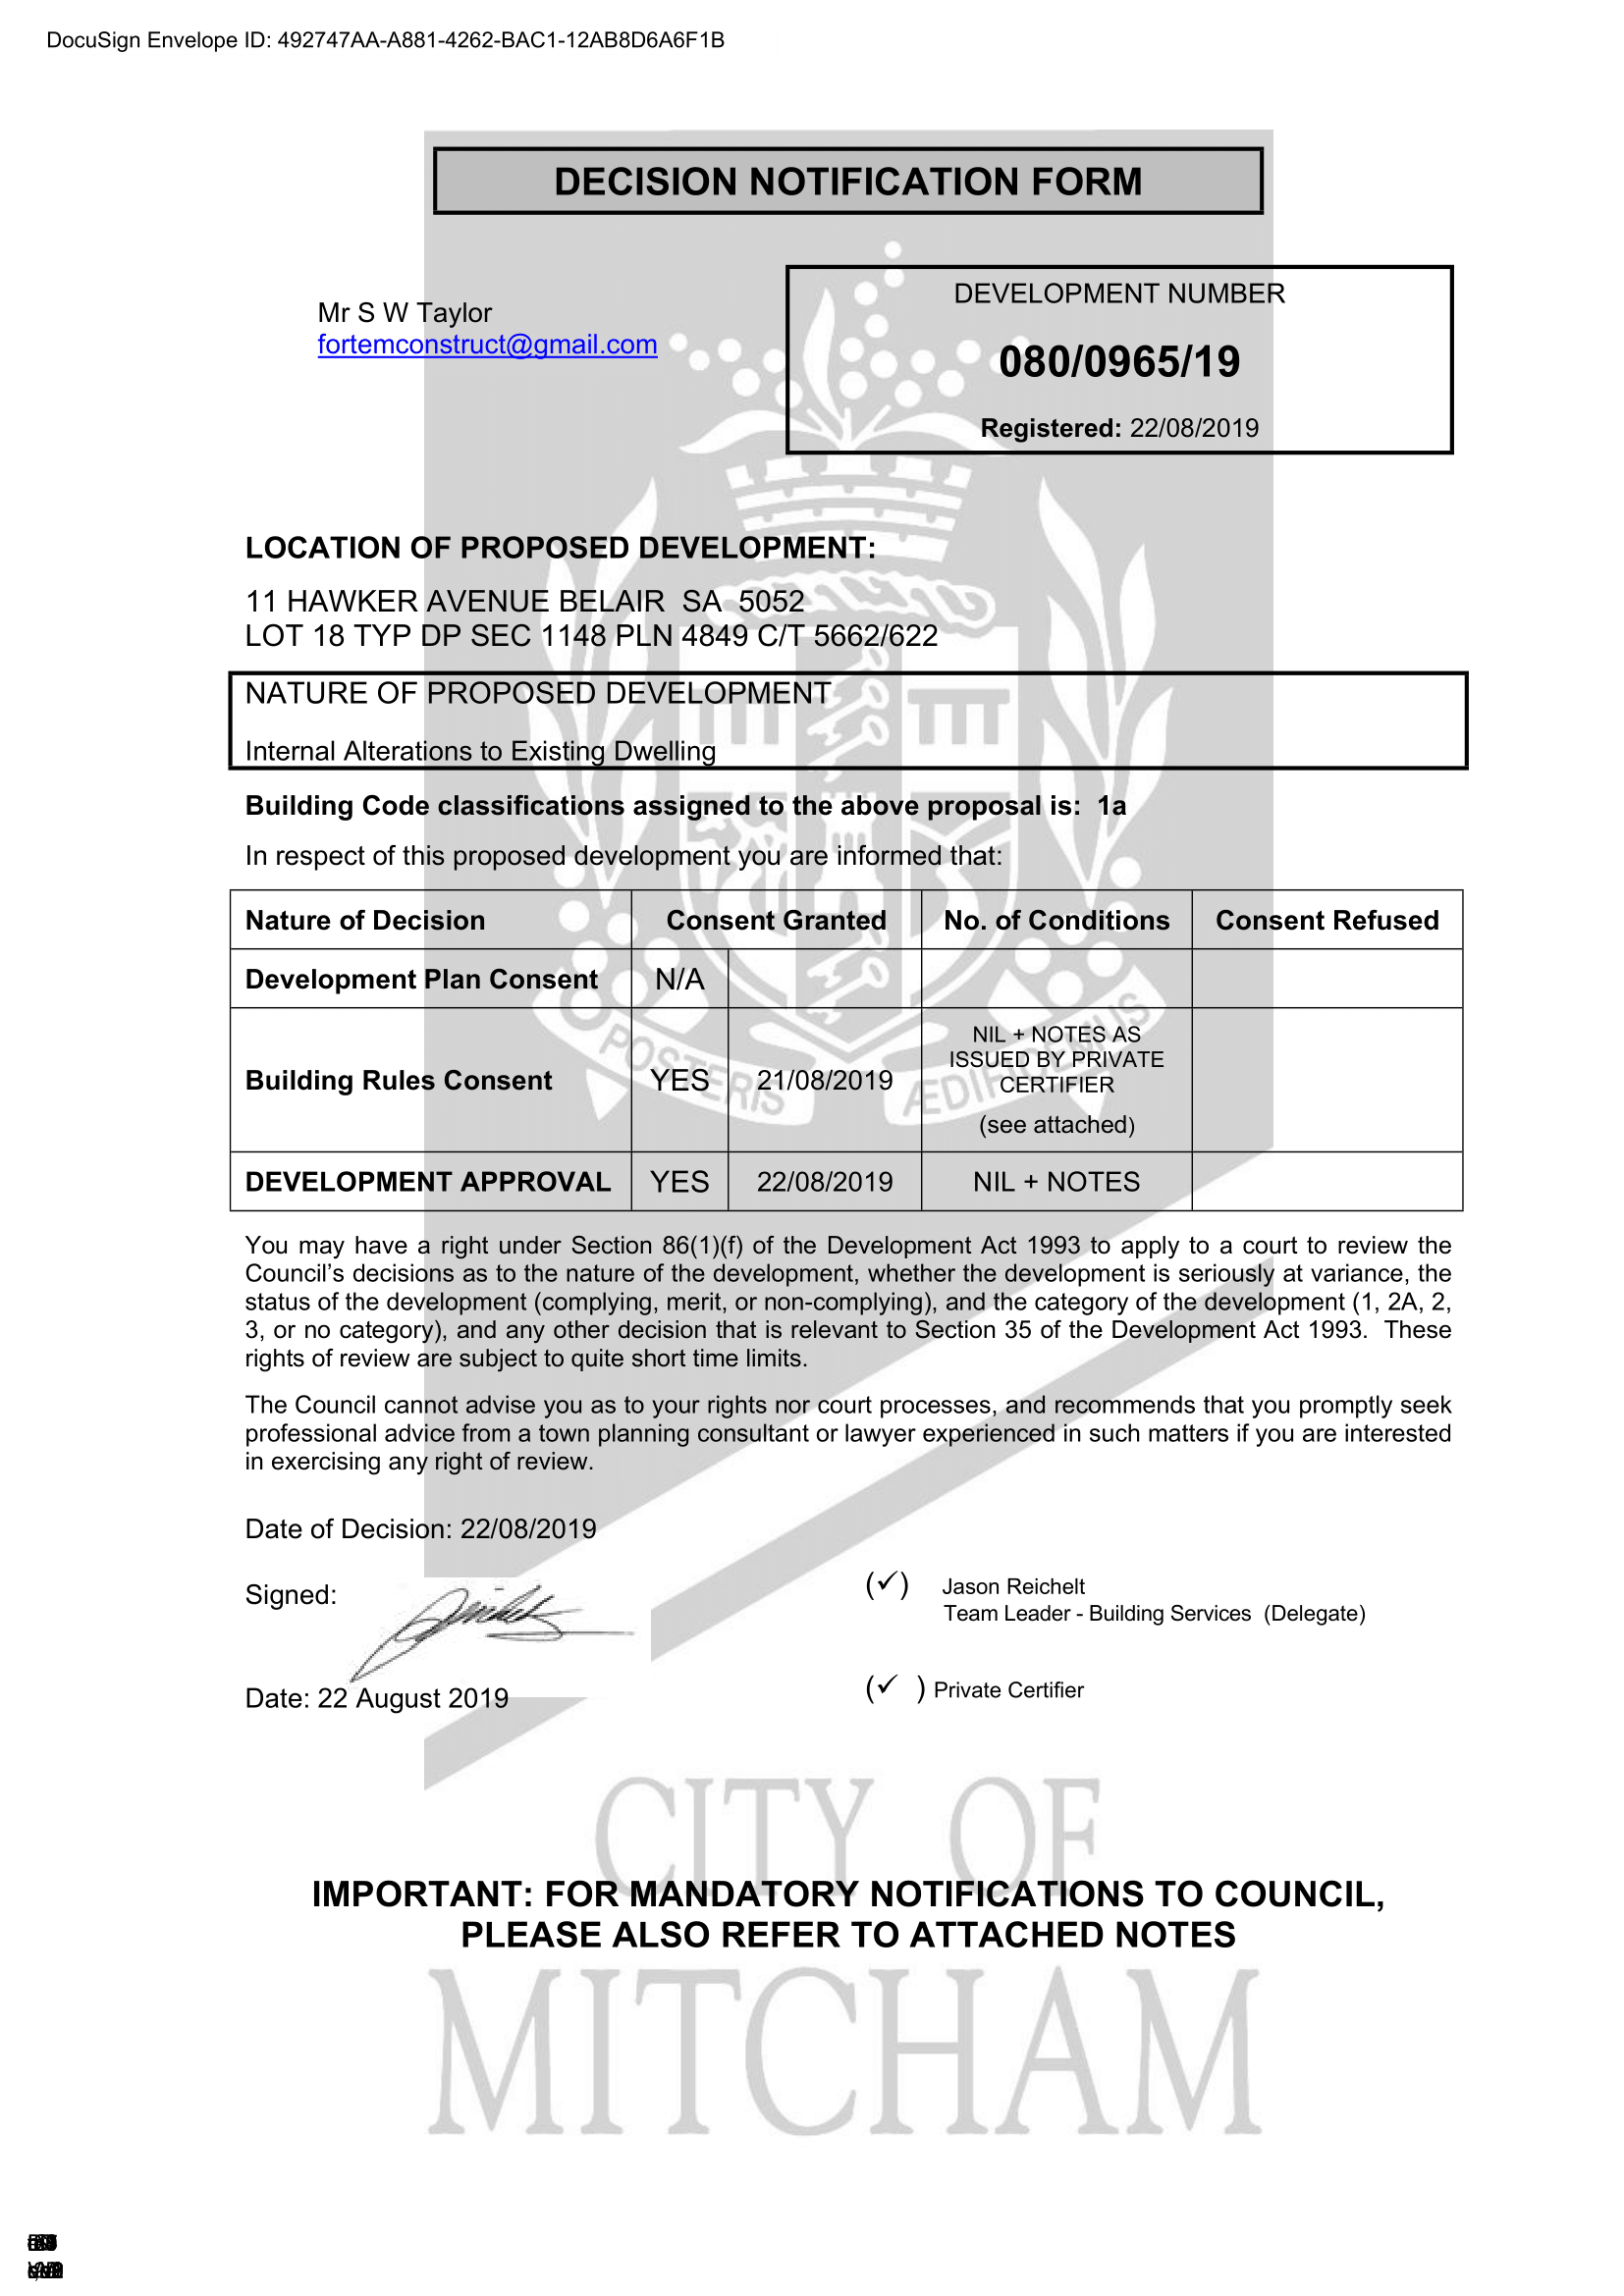 DocuSign Envelope ID: 492747AA-A881-4262-BAC1-12AB8D6A6F1B
DECISION NOTIFICATION FORM
Mr S W Taylor
fortemconstruct@gmail.com
DEVELOPMENT NUMBER
080/0965/19
Registered: 22/08/2019
LOCATION OF PROPOSED DEVELOPMENT:
11 HAWKER AVENUE BELAIR SA 5052
LOT 18 TYP DP SEC 1148 PLN 4849 C/T 5662/622
NATURE OF PROPOSED DEVELOPMENT
Internal Alterations to Existing Dwelling
Building Code classifications assigned to the above proposal is: 1a
In respect of this proposed development you are informed that:
Nature of Decision Consent Granted No. of Conditions Consent Refused
Development Plan Consent N/A
Building Rules Consent YES 21/08/2019 NIL + NOTES AS
ISSUED BY PRIVATE
CERTIFIER
(see attached)
POSTERIS ÆDIFICEMUS
DEVELOPMENT APPROVAL YES 22/08/2019 NIL + NOTES
You may have a right under Section 86(1)(f) of the Development Act 1993 to apply to a court to review the
Council's decisions as to the nature of the development, whether the development is seriously at variance, the
status of the development (complying, merit, or non-complying), and the category of the development (1, 2A, 2,
3, or no category), and any other decision that is relevant to Section 35 of the Development Act 1993. These
rights of review are subject to quite short time limits.
The Council cannot advise you as to your rights nor court processes, and recommends that you promptly seek
professional advice from a town planning consultant or lawyer experienced in such matters if you are interested
in exercising any right of review.
Date of Decision: 22/08/2019
Signed:
(✓) Jason Reichelt
Team Leader - Building Services (Delegate)
Date: 22 August 2019
(✓ ) Private Certifier
CITY OF
IMPORTANT: FOR MANDATORY NOTIFICATIONS TO COUNCIL,
PLEASE ALSO REFER TO ATTACHED NOTES
MITCHAM